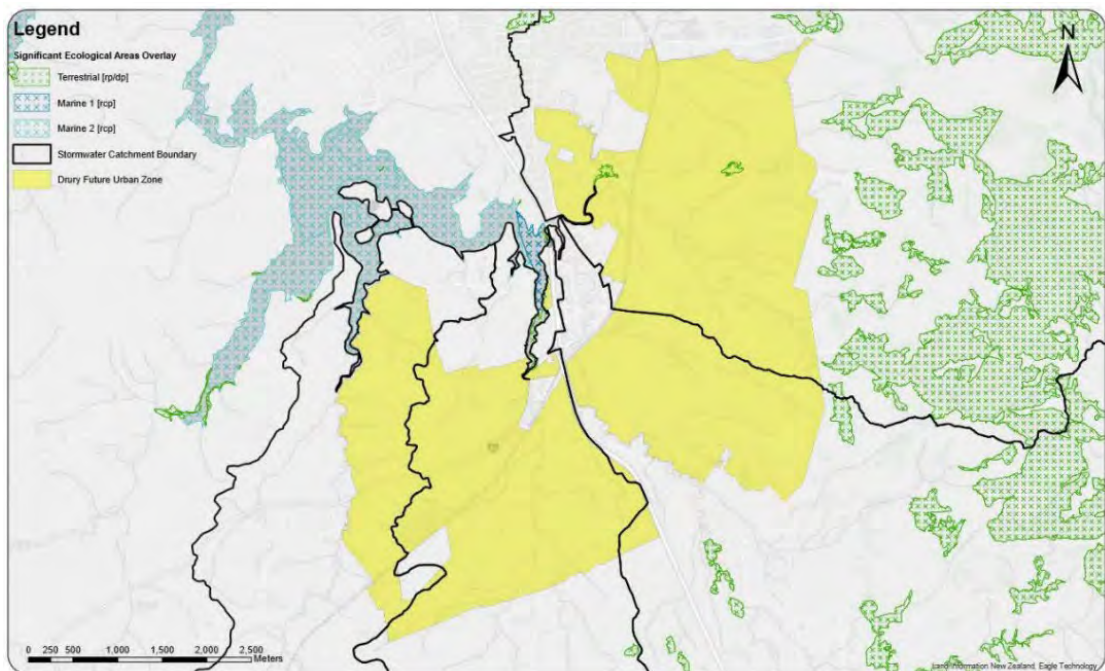 Legend
Significant Ecological Areas Overlay
Terrestrial [rp/dp]
Marine 1 [rcp]
Marine 2 [rcp]
Stormwater Catchment Boundary
Drury Future Urban Zone
N
0 250 500 1,000 1,500 2,000 2,500
Meters
Land Information New Zealand, Eagle Technology